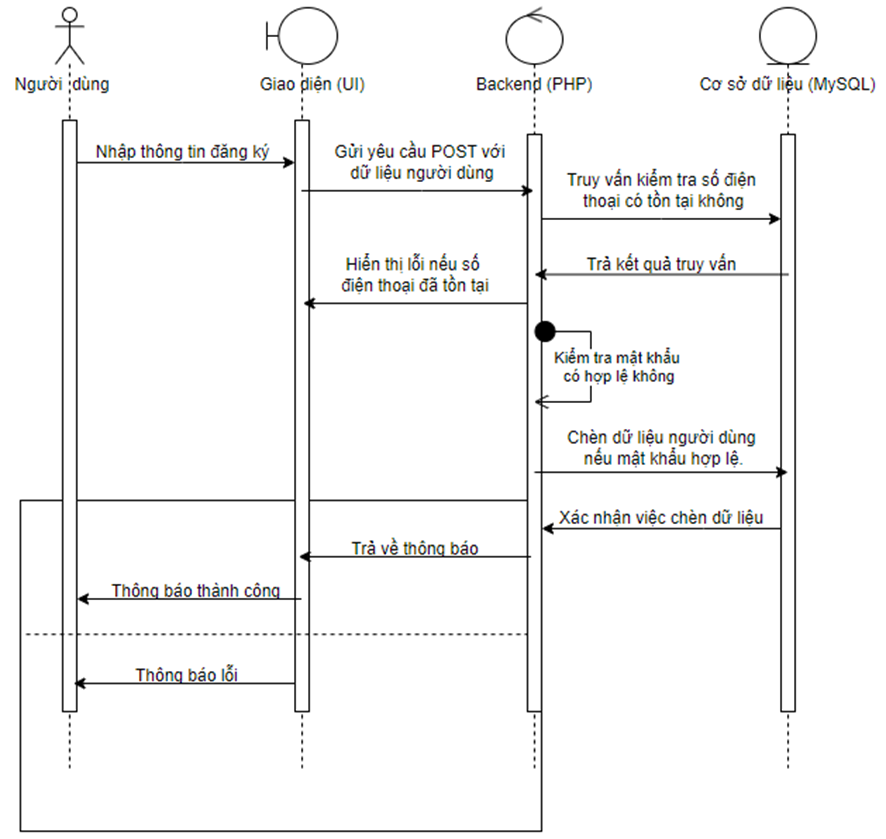 Người dùng
Giao diện (UI)
Backend (PHP)
Cơ sở dữ liệu (MySQL)
Nhập thông tin đăng ký
Gửi yêu cầu POST với
dữ liệu người dùng
Truy vấn kiểm tra số điện
thoại có tồn tại không
Trả kết quả truy vấn
Hiển thị lỗi nếu số
điện thoại đã tồn tại
Kiểm tra mật khẩu
có hợp lệ không
Chèn dữ liệu người dùng
nếu mật khẩu hợp lệ.
Xác nhận việc chèn dữ liệu
Trả về thông báo
Thông báo thành công
Thông báo lỗi